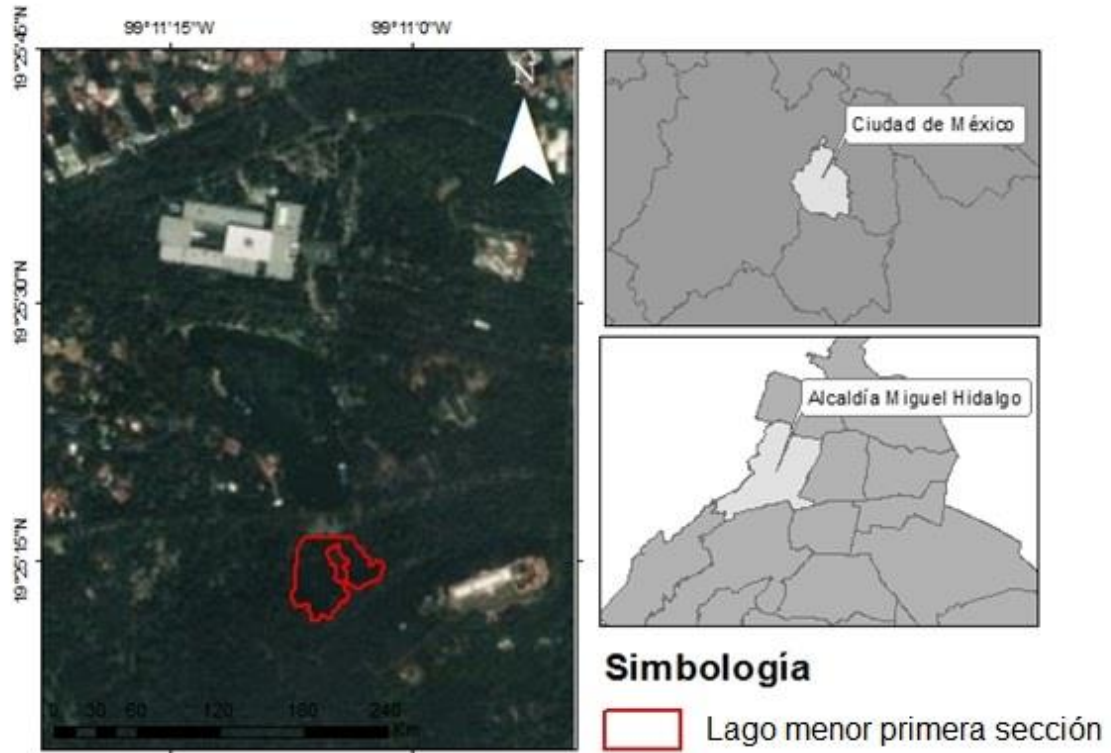 99°11'15"W 99°11'0"W
19°25'45"N
N
Ciudad de México
19°25'30"N
Alcaldía Miguel Hidalgo
19°25'15"N
Simbología
0 30 60 120 180 240
Km
Lago menor primera sección